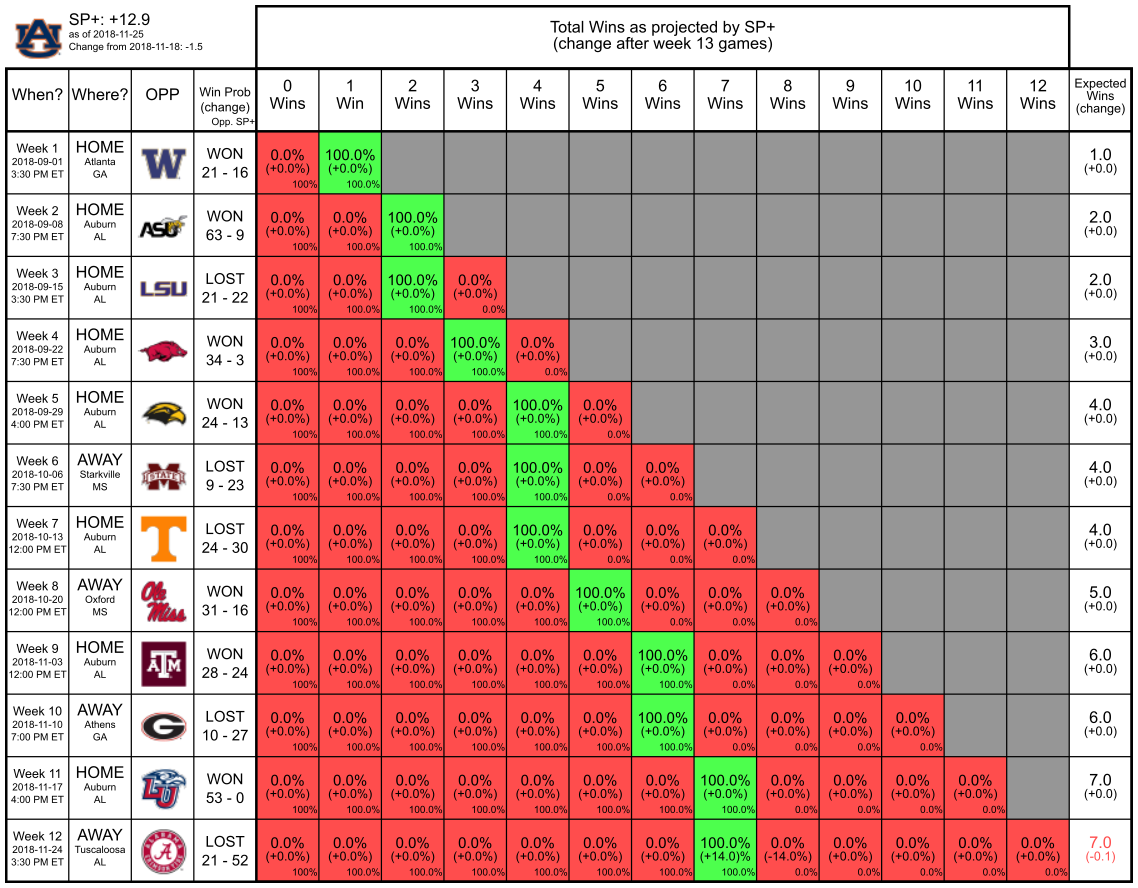 AU SP+: +12.9
as of 2018-11-25
Change from 2018-11-18: -1.5
Total Wins as projected by SP+
(change after week 13 games)
When? Where? OPP Win Prob 0 1 2 3 4 5 6 7 8 9 10 11 12 Expected
(change) Wins Win Wins Wins Wins Wins Wins Wins Wins Wins Wins Wins Wins Wins
Opp. SP+ (change)
Week 1 HOME W WON 0.0% 100.0% 1.0
2018-09-01 Atlanta 21 - 16 (+0.0%) (+0.0%) (+0.0)
3:30 PM ET GA 100% 100.0%
Week 2 HOME ASU WON 0.0% 0.0% 100.0% 2.0
2018-09-08 Auburn 63 - 9 (+0.0%) (+0.0%) (+0.0%) (+0.0)
7:30 PM ET AL 100% 100.0% 100.0%
Week 3 HOME LSU LOST 0.0% 0.0% 100.0% 0.0% 2.0
2018-09-15 Auburn 21 - 22 (+0.0%) (+0.0%) (+0.0%) (+0.0%) (+0.0)
3:30 PM ET AL 100% 100.0% 100.0% 0.0%
Week 4 HOME WON 0.0% 0.0% 0.0% 100.0% 0.0% 3.0
2018-09-22 Auburn 34 - 3 (+0.0%) (+0.0%) (+0.0%) (+0.0%) (+0.0%) (+0.0)
7:30 PM ET AL 100% 100.0% 100.0% 100.0% 0.0%
Week 5 HOME WON 0.0% 0.0% 0.0% 0.0% 100.0% 0.0% 4.0
2018-09-29 Auburn 24 - 13 (+0.0%) (+0.0%) (+0.0%) (+0.0%) (+0.0%) (+0.0%) (+0.0)
4:00 PM ET AL 100% 100.0% 100.0% 100.0% 100.0% 0.0%
Week 6 AWAY STATE LOST 0.0% 0.0% 0.0% 0.0% 100.0% 0.0% 0.0% 4.0
2018-10-06 Starkville 9 - 23 (+0.0%) (+0.0%) (+0.0%) (+0.0%) (+0.0%) (+0.0%) (+0.0%) (+0.0)
7:30 PM ET MS 100% 100.0% 100.0% 100.0% 100.0% 0.0% 0.0%
Week 7 HOME T LOST 0.0% 0.0% 0.0% 0.0% 100.0% 0.0% 0.0% 0.0% 4.0
2018-10-13 Auburn 24 - 30 (+0.0%) (+0.0%) (+0.0%) (+0.0%) (+0.0%) (+0.0%) (+0.0%) (+0.0%) (+0.0)
12:00 PM ET AL 100% 100.0% 100.0% 100.0% 100.0% 0.0% 0.0% 0.0%
Week 8 AWAY Ole Miss WON 0.0% 0.0% 0.0% 0.0% 0.0% 100.0% 0.0% 0.0% 0.0% 5.0
2018-10-20 Oxford 31 - 16 (+0.0%) (+0.0%) (+0.0%) (+0.0%) (+0.0%) (+0.0%) (+0.0%) (+0.0%) (+0.0%) (+0.0)
12:00 PM ET MS 100% 100.0% 100.0% 100.0% 100.0% 100.0% 0.0% 0.0% 0.0%
Week 9 HOME ATM WON 0.0% 0.0% 0.0% 0.0% 0.0% 0.0% 100.0% 0.0% 0.0% 0.0% 6.0
2018-11-03 Auburn 28 - 24 (+0.0%) (+0.0%) (+0.0%) (+0.0%) (+0.0%) (+0.0%) (+0.0%) (+0.0%) (+0.0%) (+0.0%) (+0.0)
12:00 PM ET AL 100% 100.0% 100.0% 100.0% 100.0% 100.0% 100.0% 0.0% 0.0% 0.0%
Week 10 AWAY G LOST 0.0% 0.0% 0.0% 0.0% 0.0% 0.0% 100.0% 0.0% 0.0% 0.0% 0.0% 6.0
2018-11-10 Athens 10 - 27 (+0.0%) (+0.0%) (+0.0%) (+0.0%) (+0.0%) (+0.0%) (+0.0%) (+0.0%) (+0.0%) (+0.0%) (+0.0%) (+0.0)
7:00 PM ET GA 100% 100.0% 100.0% 100.0% 100.0% 100.0% 100.0% 0.0% 0.0% 0.0% 0.0%
Week 11 HOME LU WON 0.0% 0.0% 0.0% 0.0% 0.0% 0.0% 0.0% 100.0% 0.0% 0.0% 0.0% 0.0% 7.0
2018-11-17 Auburn 53 - 0 (+0.0%) (+0.0%) (+0.0%) (+0.0%) (+0.0%) (+0.0%) (+0.0%) (+0.0%) (+0.0%) (+0.0%) (+0.0%) (+0.0%) (+0.0)
4:00 PM ET AL 100% 100.0% 100.0% 100.0% 100.0% 100.0% 100.0% 100.0% 0.0% 0.0% 0.0% 0.0%
Week 12 AWAY A LOST 0.0% 0.0% 0.0% 0.0% 0.0% 0.0% 0.0% 100.0% 0.0% 0.0% 0.0% 0.0% 0.0% 7.0
2018-11-24 Tuscaloosa 21 - 52 (+0.0%) (+0.0%) (+0.0%) (+0.0%) (+0.0%) (+0.0%) (+0.0%) (+14.0)% (-14.0%) (+0.0%) (+0.0%) (+0.0%) (+0.0%) (-0.1)
3:30 PM ET AL 100% 100.0% 100.0% 100.0% 100.0% 100.0% 100.0% 100.0% 0.0% 0.0% 0.0% 0.0% 0.0%